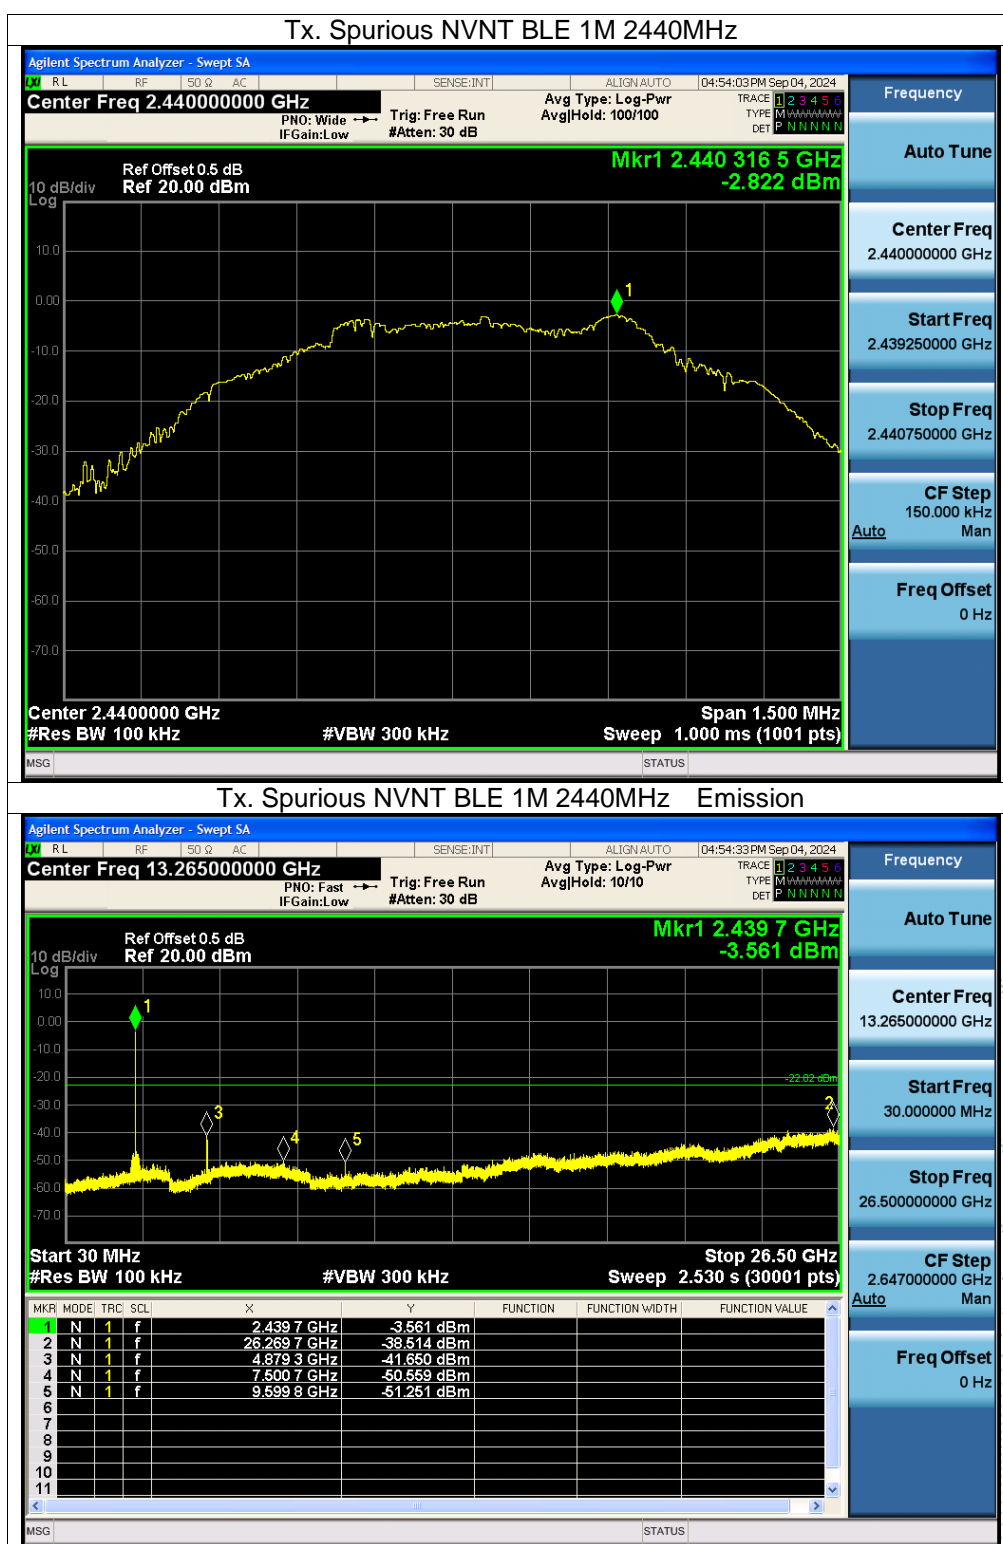 Tx. Spurious NVNT BLE 1M 2440MHz
Agilent Spectrum Analyzer - Swept SA
LXI RL RF 50 Ω AC SENSE:INT ALIGN AUTO 04:54:03 PM Sep 04, 2024
Center Freq 2.440000000 GHz
PNO: Wide
IFGain:Low
Trig: Free Run
#Atten: 30 dB
Avg Type: Log-Pwr
Avg|Hold: 100/100
TRACE 1 2 3 4 5 6
TYPE M
DET P N N N N N
Frequency
Auto Tune
Center Freq
2.440000000 GHz
Start Freq
2.439250000 GHz
Stop Freq
2.440750000 GHz
CF Step
150.000 kHz
Auto Man
Freq Offset
0 Hz
Mkr1 2.440 316 5 GHz
-2.822 dBm
Ref Offset 0.5 dB
10 dB/div Ref 20.00 dBm
Log
10.0
0.00
-10.0
-20.0
-30.0
-40.0
-50.0
-60.0
-70.0
1
Center 2.4400000 GHz Span 1.500 MHz
#Res BW 100 kHz #VBW 300 kHz Sweep 1.000 ms (1001 pts)
MSG STATUS
Tx. Spurious NVNT BLE 1M 2440MHz Emission
Agilent Spectrum Analyzer - Swept SA
LXI RL RF 50 Ω AC SENSE:INT ALIGN AUTO 04:54:33 PM Sep 04, 2024
Center Freq 13.265000000 GHz
PNO: Fast
IFGain:Low
Trig: Free Run
#Atten: 30 dB
Avg Type: Log-Pwr
Avg|Hold: 10/10
TRACE 1 2 3 4 5 6
TYPE M
DET P N N N N N
Frequency
Auto Tune
Center Freq
13.265000000 GHz
Start Freq
30.000000 MHz
Stop Freq
26.500000000 GHz
CF Step
2.647000000 GHz
Auto Man
Freq Offset
0 Hz
Mkr1 2.439 7 GHz
-3.561 dBm
Ref Offset 0.5 dB
10 dB/div Ref 20.00 dBm
Log
10.0
0.00
-10.0
-20.0
-30.0
-40.0
-50.0
-60.0
-70.0
-22.82 dBm
1
2
3
4
5
Start 30 MHz Stop 26.50 GHz
#Res BW 100 kHz #VBW 300 kHz Sweep 2.530 s (30001 pts)
MKR MODE TRC SCL X Y FUNCTION FUNCTION WIDTH FUNCTION VALUE
1 N 1 f 2.439 7 GHz -3.561 dBm
2 N 1 f 26.269 7 GHz -38.514 dBm
3 N 1 f 4.879 3 GHz -41.650 dBm
4 N 1 f 7.500 7 GHz -50.559 dBm
5 N 1 f 9.599 8 GHz -51.251 dBm
6
7
8
9
10
11
MSG STATUS